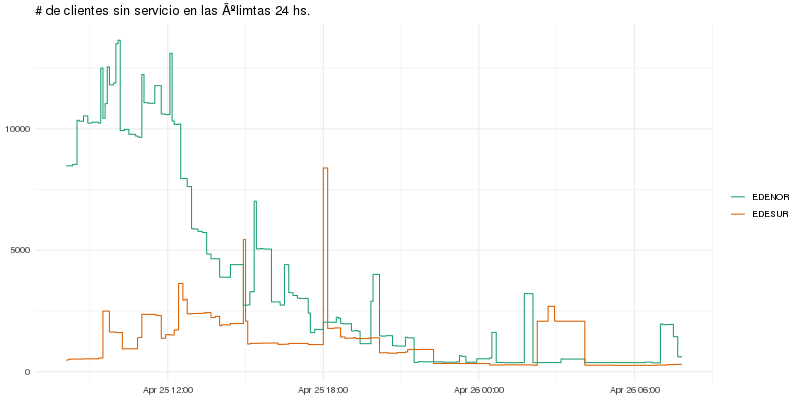 # de clientes sin servicio en las Ãºlimtas 24 hs.
10000
5000
0
Apr 25 12:00
Apr 25 18:00
Apr 26 00:00
Apr 26 06:00
EDENOR
EDESUR